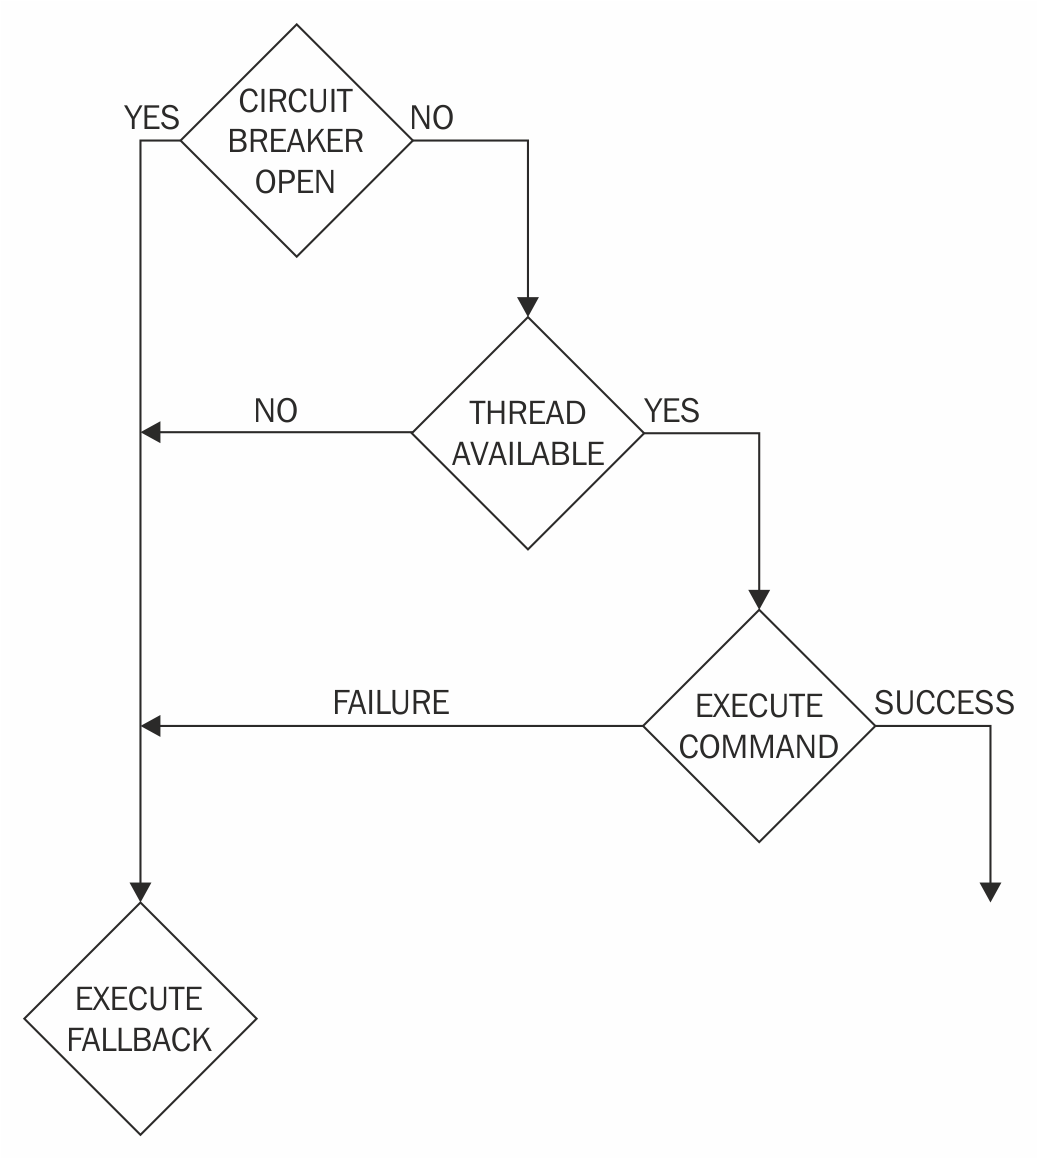 YES
CIRCUIT
BREAKER
OPEN
NO
NO
THREAD
AVAILABLE
YES
FAILURE
EXECUTE
COMMAND
SUCCESS
EXECUTE
FALLBACK